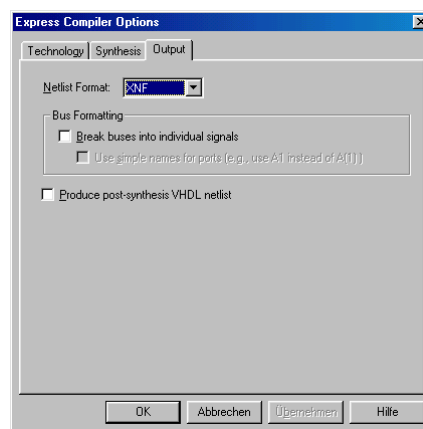 Express Compiler Options
Technology Synthesis Output
Netlist Format: XNF
Bus Formatting
Break buses into individual signals
Use simple names for ports (e.g., use A1 instead of A(1))
Produce post-synthesis VHDL netlist
OK Abbrechen Übernehmen Hilfe